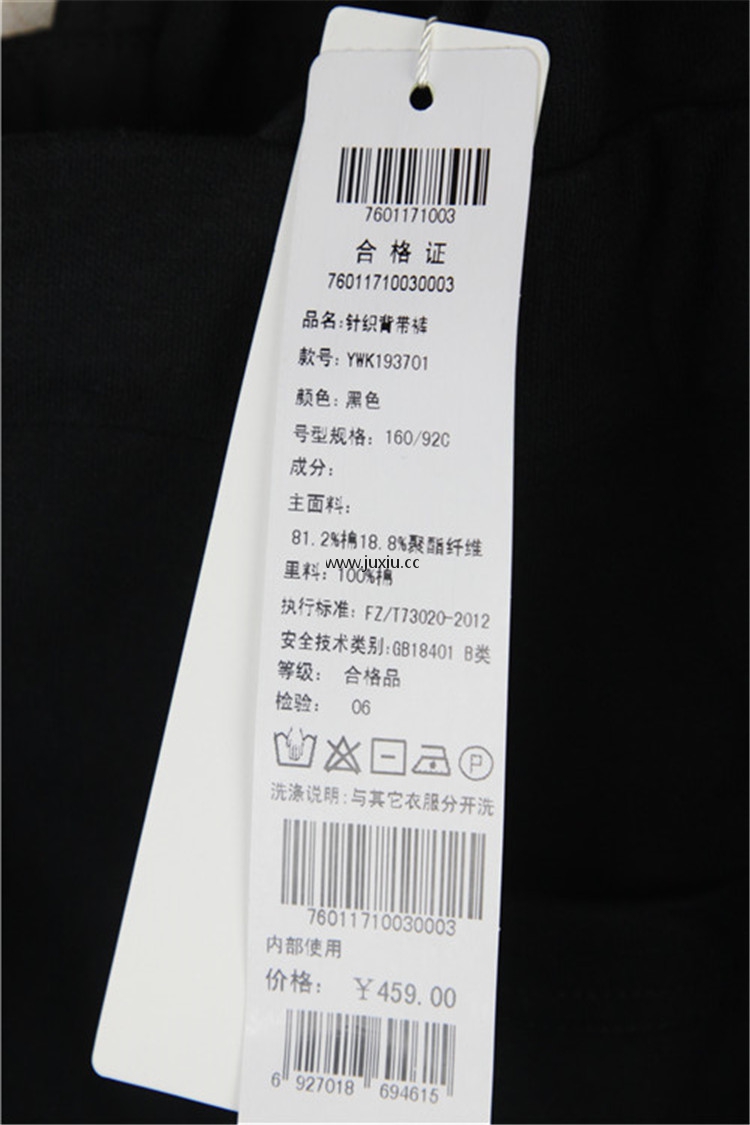 7601171003
合格证
76011710030003
品名:针织背带裤
款号: YWK193701
颜色: 黑色
号型规格: 160/92C
成分:
主面料:
81.2%棉18.8%聚酯纤维
www.juxiu.cc
里料: 100%棉
执行标准: FZ/T73020-2012
安全技术类别:GB18401 B类
等级: 合格品
检验: 06
P
洗涤说明:与其它衣服分开洗
76011710030003
内部使用
价格: ￥459.00
6 927018 694615